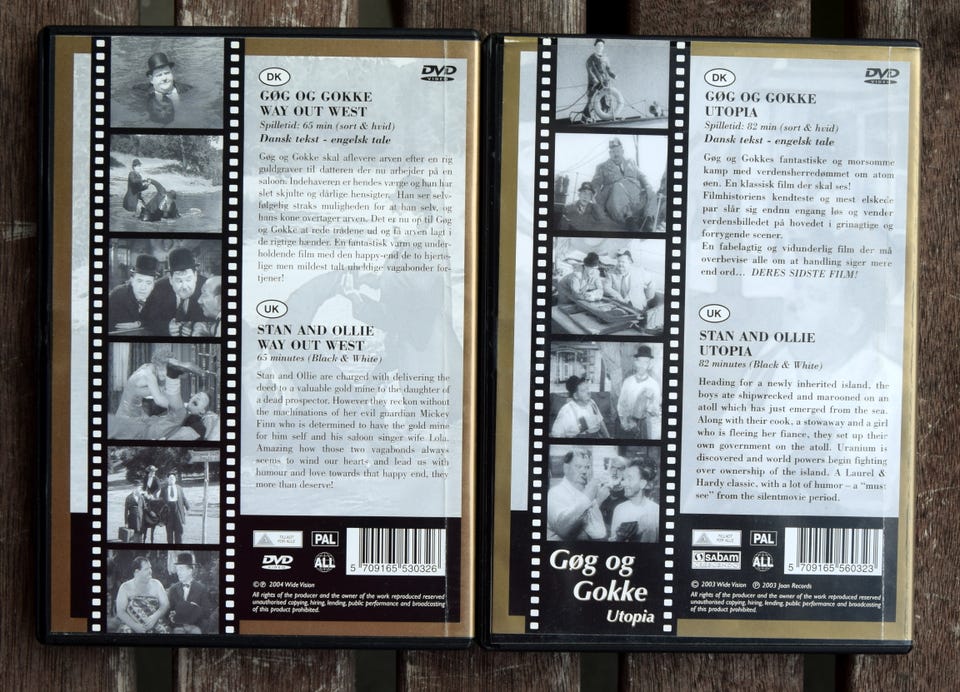 DK
DVD
VIDEO
GØG OG GOKKE
WAY OUT WEST
Spilletid: 65 min (sort & hvid)
Dansk tekst - engelsk tale
Gøg og Gokke skal aflevere arven efter en rig
guldgraver til datteren der nu arbejder på en
saloon. Indehaveren er hendes værge og han har
slet skjulte og dårlige hensigter. Han ser selv-
følgelig straks muligheden for at han selv, og
hans kone overtager arven. Det er nu op til Gøg
og Gokke at rede trådene ud og få arven lagt i
de rigtige hænder. En fantastisk varm og under-
holdende film med den happy-end de to hjerte-
lige men mildest talt uheldige vagabonder for-
tjener!
UK
STAN AND OLLIE
WAY OUT WEST
65 minutes (Black & White)
Stan and Ollie are charged with delivering the
deed to a valuable gold mine to the daughter of
a dead prospector. However they reckon without
the machinations of her evil guardian Mickey
Finn who is determined to have the gold mine
for him self and his saloon singer wife Lola.
Amazing how those two vagabonds always
seems to wind our hearts and lead us with
humour and love towards that happy end, they
more than deserve!
TILLADT
FOR ALLE
PAL
DVD
VIDEO
ALL
5 709165 530326
©℗ 2004 Wide Vision
All rights of the producer and the owner of the work reproduced reserved
unauthorised copying, hiring, lending, public performance and broadcasting
of this product prohibited.
DK
DVD
VIDEO
GØG OG GOKKE
UTOPIA
Spilletid: 82 min (sort & hvid)
Dansk tekst - engelsk tale
Gøg og Gokkes fantastiske og morsomme
kamp med verdensherredømmet om atom
øen. En klassisk film der skal ses!
Filmhistoriens kendteste og mest elskede
par slår sig endnu engang løs og vender
verdensbilledet på hovedet i grinagtige og
forrygende scener.
En fabelagtig og vidunderlig film der må
overbevise alle om at handling siger mere
end ord... DERES SIDSTE FILM!
UK
STAN AND OLLIE
UTOPIA
82 minutes (Black & White)
Heading for a newly inherited island, the
boys ate shipwrecked and marooned on an
atoll which has just emerged from the sea.
Along with their cook, a stowaway and a girl
who is fleeing her fiance, they set up their
own government on the atoll. Uranium is
discovered and world powers begin fighting
over ownership of the island. A Laurel &
Hardy classic, with a lot of humor – a "must
see" from the silentmovie period.
Gøg og
Gokke
Utopia
TILLADT
FOR ALLE
PAL
sabam
ALL
5 709165 560323
© 2003 Wide Vision ℗ 2003 Joan Records
All rights of the producer and the owner of the work reproduced reserved
unauthorised copying, hiring, lending, public performance and broadcasting
of this product prohibited.